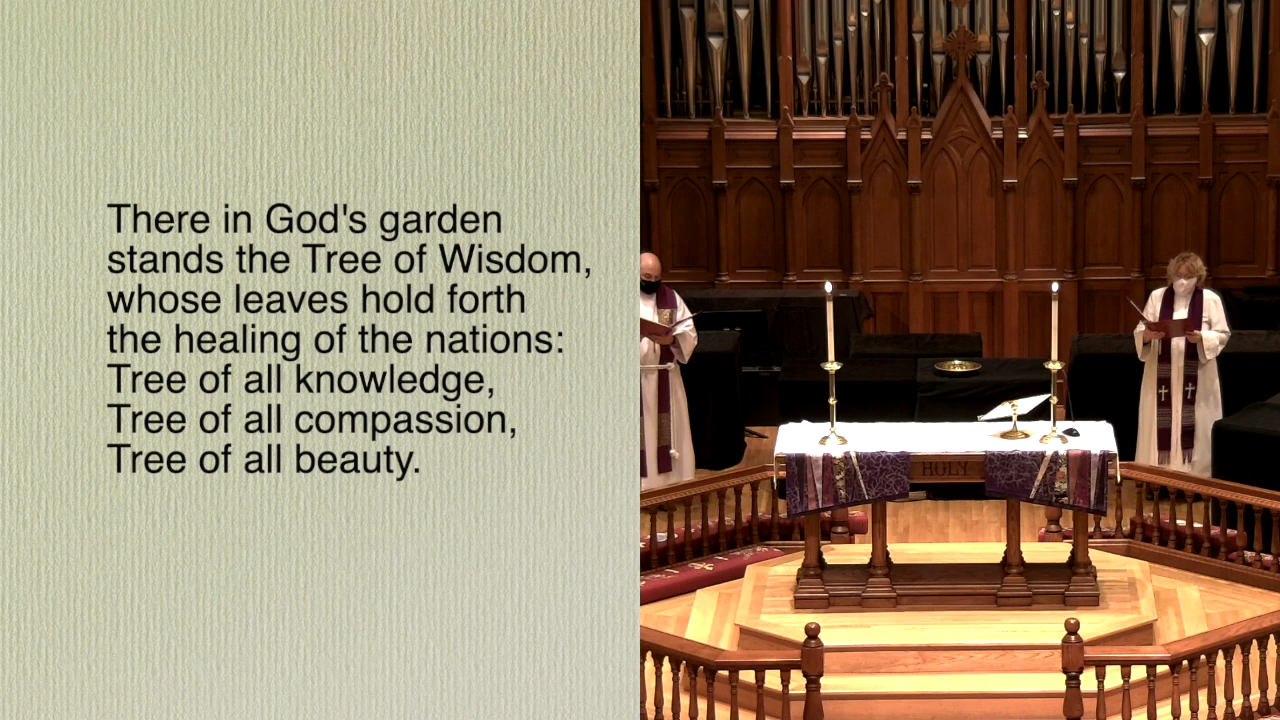 There in God's garden
stands the Tree of Wisdom,
whose leaves hold forth
the healing of the nations:
Tree of all knowledge,
Tree of all compassion,
Tree of all beauty.
HOLY